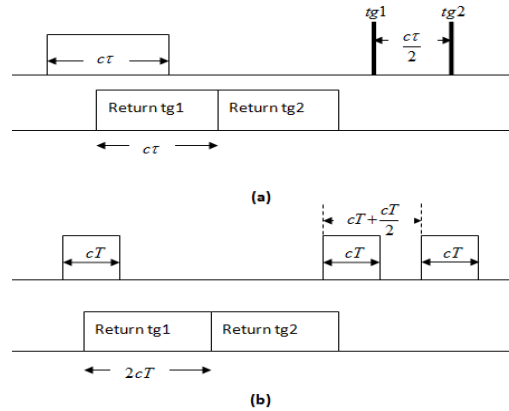 tg1 tg2
cτ
cτ/2
Return tg1 Return tg2
cτ
(a)
cT + cT/2
cT cT cT
Return tg1 Return tg2
2cT
(b)